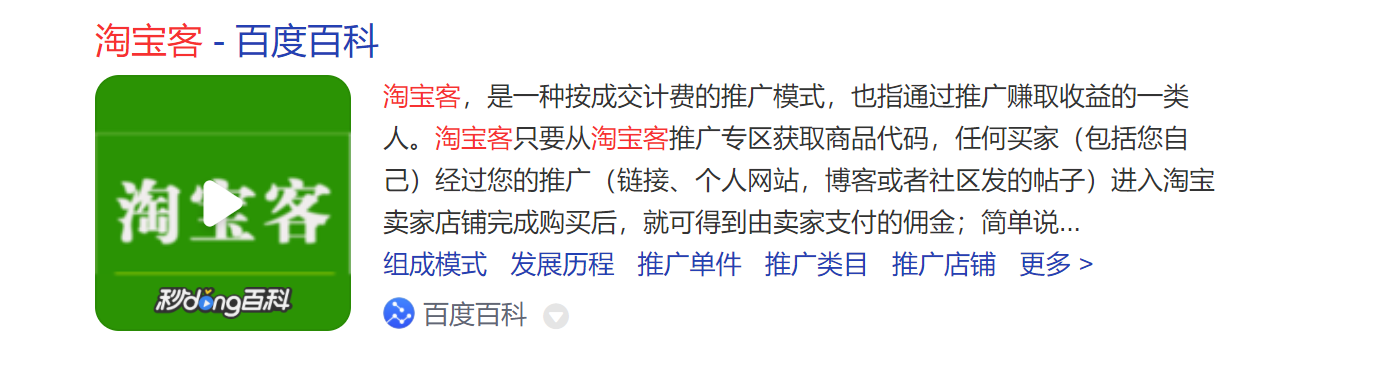 淘宝客 - 百度百科
淘宝客，是一种按成交计费的推广模式，也指通过推广赚取收益的一类
人。淘宝客只要从淘宝客推广专区获取商品代码，任何买家（包括您自
己）经过您的推广（链接、个人网站，博客或者社区发的帖子）进入淘宝
卖家店铺完成购买后，就可得到由卖家支付的佣金；简单说...
组成模式 发展历程 推广单件 推广类目 推广店铺 更多 >
百度百科
淘宝客
秒dong百科